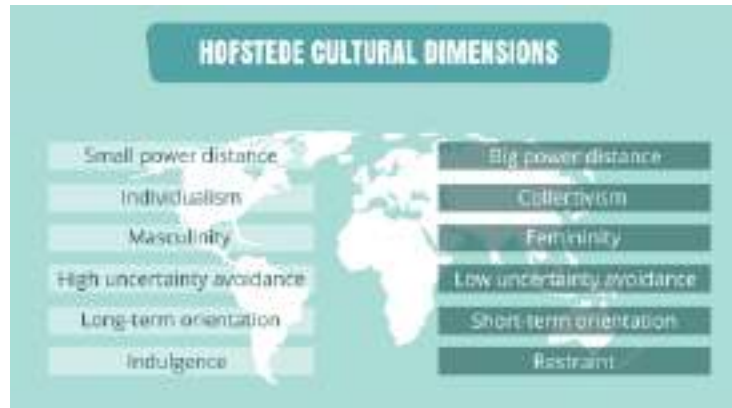 HOFSTEDE CULTURAL DIMENSIONS
Small power distance
Big power distance
Individualism
Collectivism
Masculinity
Femininity
High uncertainty avoidance
Low uncertainty avoidance
Long-term orientation
Short-term orientation
Indulgence
Restraint